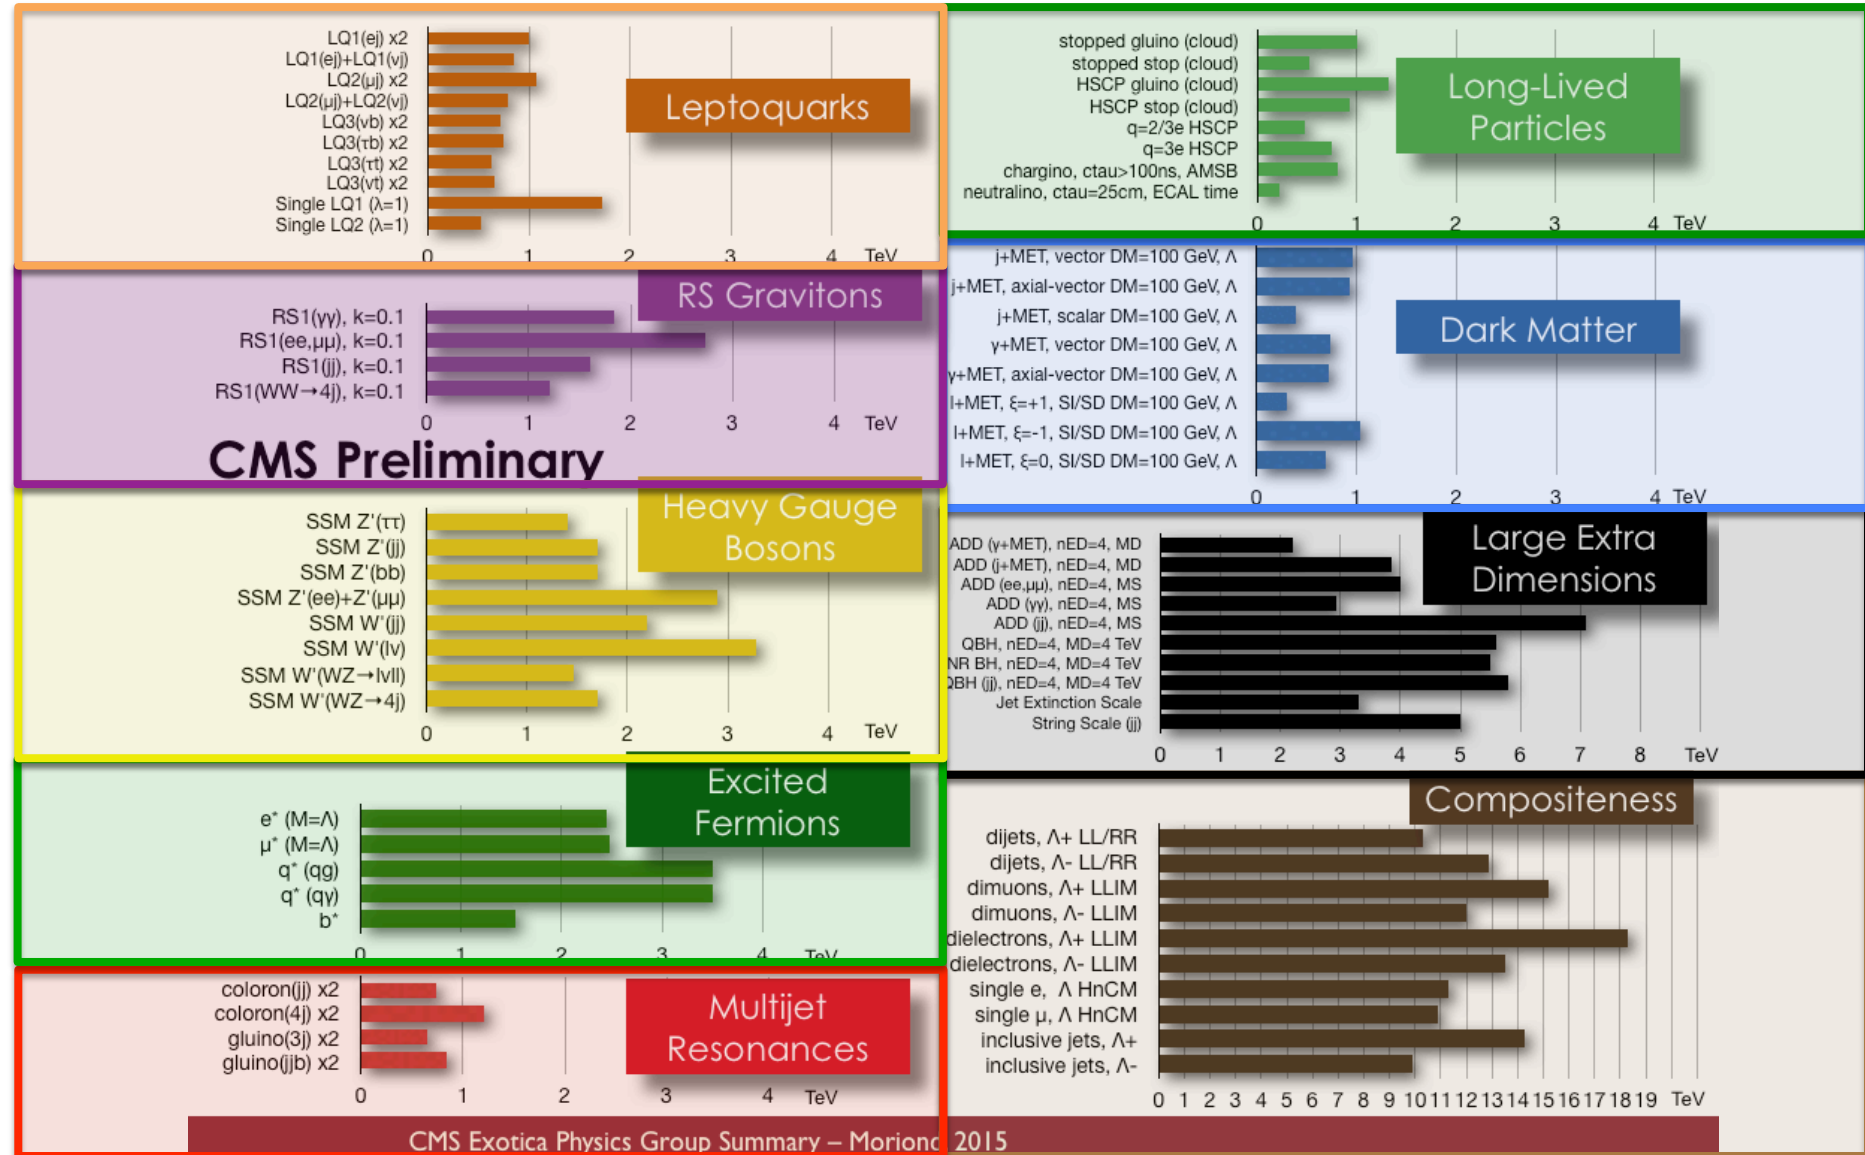 LQ1(ej) x2
LQ1(ej)+LQ1(νj)
LQ2(μj) x2
LQ2(μj)+LQ2(νj)
LQ3(νb) x2
LQ3(τb) x2
LQ3(τt) x2
LQ3(νt) x2
Single LQ1 (λ=1)
Single LQ2 (λ=1)
0 1 2 3 4 TeV
Leptoquarks
RS Gravitons
RS1(γγ), k=0.1
RS1(ee,μμ), k=0.1
RS1(jj), k=0.1
RS1(WW→4j), k=0.1
0 1 2 3 4 TeV
CMS Preliminary
Heavy Gauge
Bosons
SSM Z'(ττ)
SSM Z'(jj)
SSM Z'(bb)
SSM Z'(ee)+Z'(μμ)
SSM W'(jj)
SSM W'(lν)
SSM W'(WZ→lνll)
SSM W'(WZ→4j)
0 1 2 3 4 TeV
Excited
Fermions
e* (M=Λ)
μ* (M=Λ)
q* (qg)
q* (qγ)
b*
0 1 2 3 4 TeV
coloron(jj) x2
coloron(4j) x2
gluino(3j) x2
gluino(jjb) x2
0 1 2 3 4 TeV
Multijet
Resonances
stopped gluino (cloud)
stopped stop (cloud)
HSCP gluino (cloud)
HSCP stop (cloud)
q=2/3e HSCP
q=3e HSCP
chargino, ctau>100ns, AMSB
neutralino, ctau=25cm, ECAL time
0 1 2 3 4 TeV
Long-Lived
Particles
j+MET, vector DM=100 GeV, Λ
j+MET, axial-vector DM=100 GeV, Λ
j+MET, scalar DM=100 GeV, Λ
γ+MET, vector DM=100 GeV, Λ
γ+MET, axial-vector DM=100 GeV, Λ
l+MET, ξ=+1, SI/SD DM=100 GeV, Λ
l+MET, ξ=-1, SI/SD DM=100 GeV, Λ
l+MET, ξ=0, SI/SD DM=100 GeV, Λ
0 1 2 3 4 TeV
Dark Matter
Large Extra
Dimensions
ADD (γ+MET), nED=4, MD
ADD (j+MET), nED=4, MD
ADD (ee,μμ), nED=4, MS
ADD (γγ), nED=4, MS
ADD (jj), nED=4, MS
QBH, nED=4, MD=4 TeV
NR BH, nED=4, MD=4 TeV
QBH (jj), nED=4, MD=4 TeV
Jet Extinction Scale
String Scale (jj)
0 1 2 3 4 5 6 7 8 TeV
Compositeness
dijets, Λ+ LL/RR
dijets, Λ- LL/RR
dimuons, Λ+ LLIM
dimuons, Λ- LLIM
dielectrons, Λ+ LLIM
dielectrons, Λ- LLIM
single e, Λ HnCM
single μ, Λ HnCM
inclusive jets, Λ+
inclusive jets, Λ-
0 1 2 3 4 5 6 7 8 9 10 11 12 13 14 15 16 17 18 19 TeV
CMS Exotica Physics Group Summary – Moriond 2015